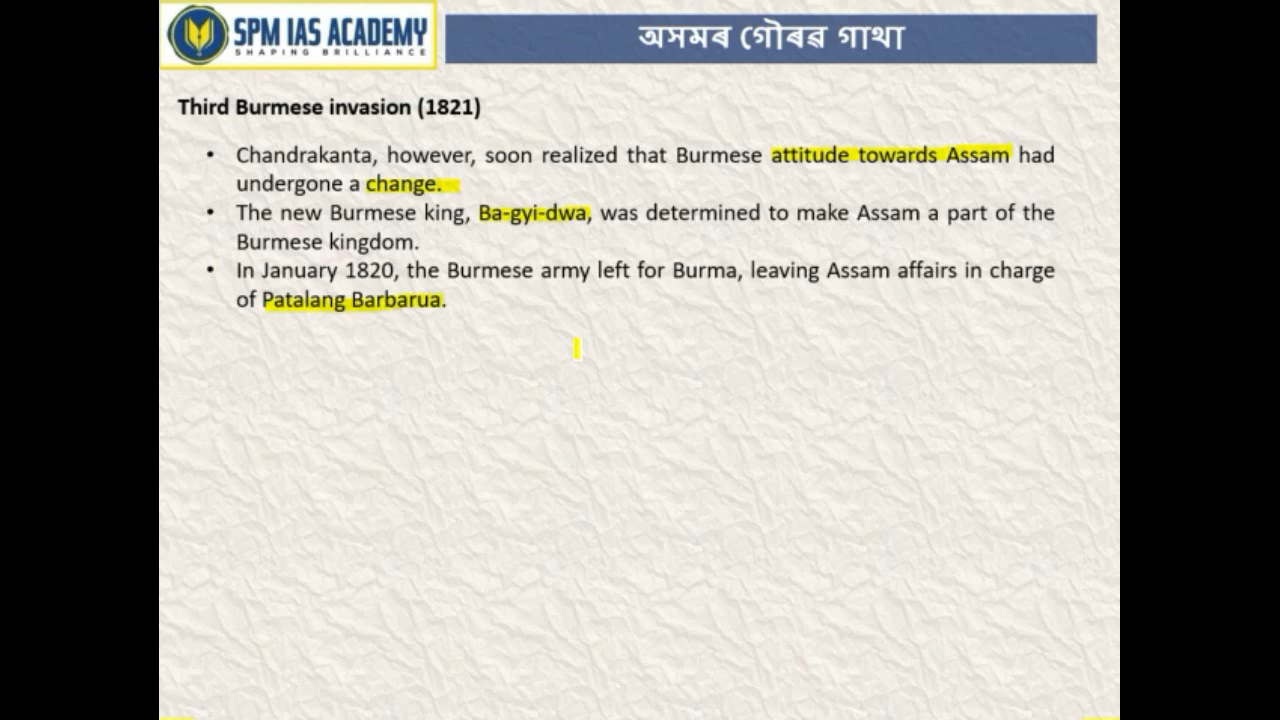 SPM IAS ACADEMY
SHAPING BRILLIANCE
অসমৰ গৌৰৱ গাথা
Third Burmese invasion (1821)
• Chandrakanta, however, soon realized that Burmese attitude towards Assam had
undergone a change.
• The new Burmese king, Ba-gyi-dwa, was determined to make Assam a part of the
Burmese kingdom.
• In January 1820, the Burmese army left for Burma, leaving Assam affairs in charge
of Patalang Barbarua.